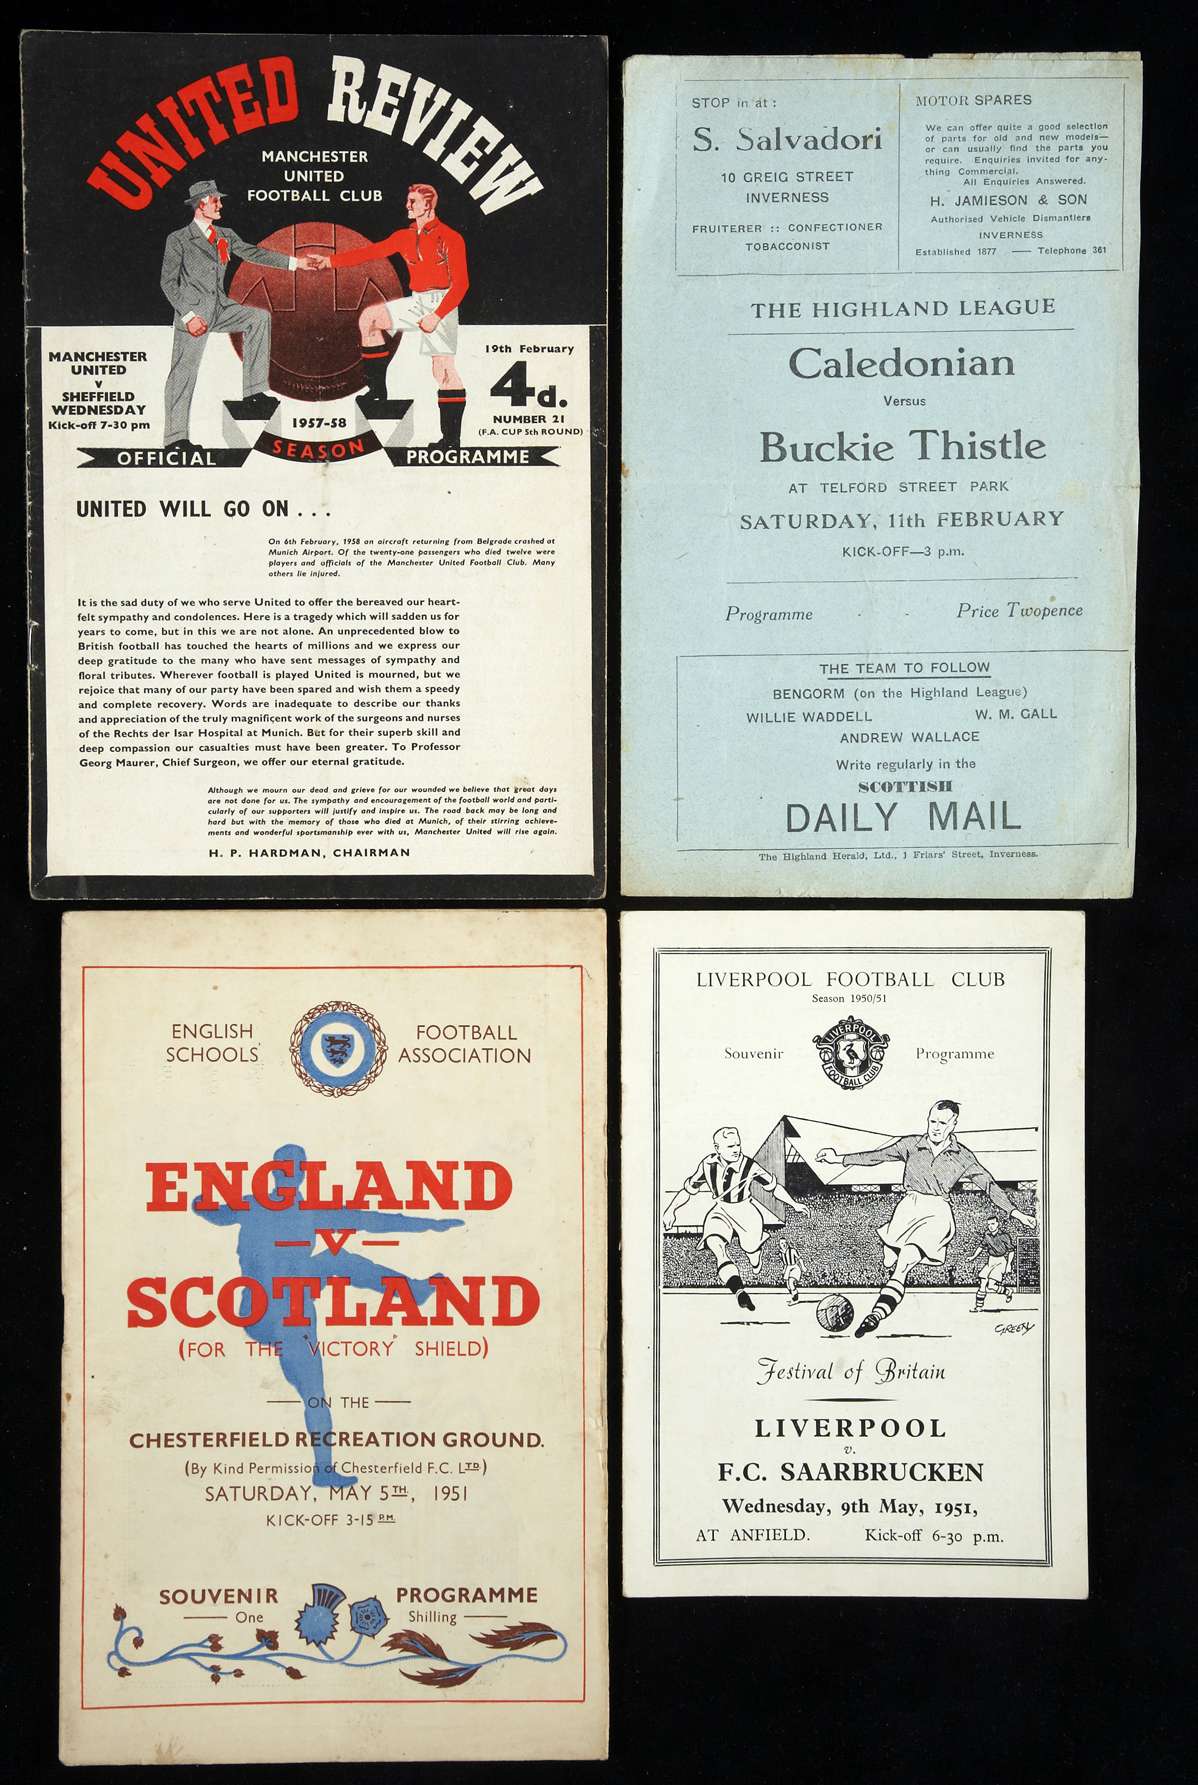 UNITED REVIEW
MANCHESTER
UNITED
FOOTBALL CLUB
MANCHESTER
UNITED
v
SHEFFIELD
WEDNESDAY
Kick-off 7-30 pm
19th February
4d.
NUMBER 21
(F.A. CUP 5th ROUND)
1957-58
OFFICIAL SEASON PROGRAMME
UNITED WILL GO ON . . .
On 6th February, 1958 an aircraft returning from Belgrade crashed at
Munich Airport. Of the twenty-one passengers who died twelve were
players and officials of the Manchester United Football Club. Many
others lie injured.
It is the sad duty of we who serve United to offer the bereaved our heart-
felt sympathy and condolences. Here is a tragedy which will sadden us for
years to come, but in this we are not alone. An unprecedented blow to
British football has touched the hearts of millions and we express our
deep gratitude to the many who have sent messages of sympathy and
floral tributes. Wherever football is played United is mourned, but we
rejoice that many of our party have been spared and wish them a speedy
and complete recovery. Words are inadequate to describe our thanks
and appreciation of the truly magnificent work of the surgeons and nurses
of the Rechts der Isar Hospital at Munich. But for their superb skill and
deep compassion our casualties must have been greater. To Professor
Georg Maurer, Chief Surgeon, we offer our eternal gratitude.
Although we mourn our dead and grieve for our wounded we believe that great days
are not done for us. The sympathy and encouragement of the football world and parti-
cularly of our supporters will justify and inspire us. The road back may be long and
hard but with the memory of those who died at Munich, of their stirring achieve-
ments and wonderful sportsmanship ever with us, Manchester United will rise again.
H. P. HARDMAN, CHAIRMAN
STOP in at :
S. Salvadori
10 GREIG STREET
INVERNESS
FRUITERER :: CONFECTIONER
TOBACCONIST
MOTOR SPARES
We can offer quite a good selection
of parts for old and new models—
or can usually find the parts you
require. Enquiries invited for any-
thing Commercial.
All Enquiries Answered.
H. JAMIESON & SON
Authorised Vehicle Dismantlers
INVERNESS
Established 1877 — Telephone 361
THE HIGHLAND LEAGUE
Caledonian
Versus
Buckie Thistle
AT TELFORD STREET PARK
SATURDAY, 11th FEBRUARY
KICK-OFF—3 p.m.
Programme - - Price Twopence
THE TEAM TO FOLLOW
BENGORM (on the Highland League)
WILLIE WADDELL W. M. GALL
ANDREW WALLACE
Write regularly in the
SCOTTISH
DAILY MAIL
The Highland Herald, Ltd., 1 Friars' Street, Inverness.
ENGLISH FOOTBALL
SCHOOLS' ASSOCIATION
ENGLAND
— v —
SCOTLAND
(FOR THE "VICTORY" SHIELD)
— ON THE —
CHESTERFIELD RECREATION GROUND.
(By Kind Permission of Chesterfield F.C. LTD)
SATURDAY, MAY 5TH, 1951
KICK-OFF 3-15 P.M.
SOUVENIR PROGRAMME
— One Shilling —
LIVERPOOL FOOTBALL CLUB
Season 1950/51
Souvenir Programme
LIVERPOOL
FOOTBALL CLUB
GREEN
Festival of Britain
LIVERPOOL
v.
F.C. SAARBRUCKEN
Wednesday, 9th May, 1951,
AT ANFIELD. Kick-off 6-30 p.m.